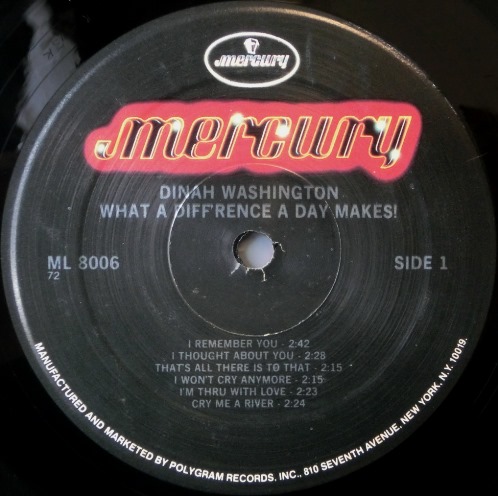 mercury
mercury
DINAH WASHINGTON
WHAT A DIFF'RENCE A DAY MAKES!
ML 8006
72
SIDE 1
I REMEMBER YOU - 2:42
I THOUGHT ABOUT YOU - 2:28
THAT'S ALL THERE IS TO THAT - 2:15
I WON'T CRY ANYMORE - 2:15
I'M THRU WITH LOVE - 2:23
CRY ME A RIVER - 2:24
MANUFACTURED AND MARKETED BY POLYGRAM RECORDS. INC.. 810 SEVENTH AVENUE. NEW YORK, N.Y. 10019.